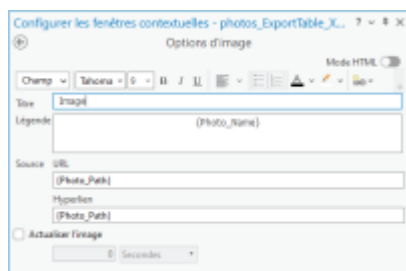 Configurer les fenêtres contextuelles - photos_ExportTable_X...
Options d'image
Mode HTML
Champ Tahoma 9 B I U
Titre Image
Légende {Photo_Name}
Source URL
{Photo_Path}
Hyperlien
{Photo_Path}
Actualiser l'image
0 Secondes